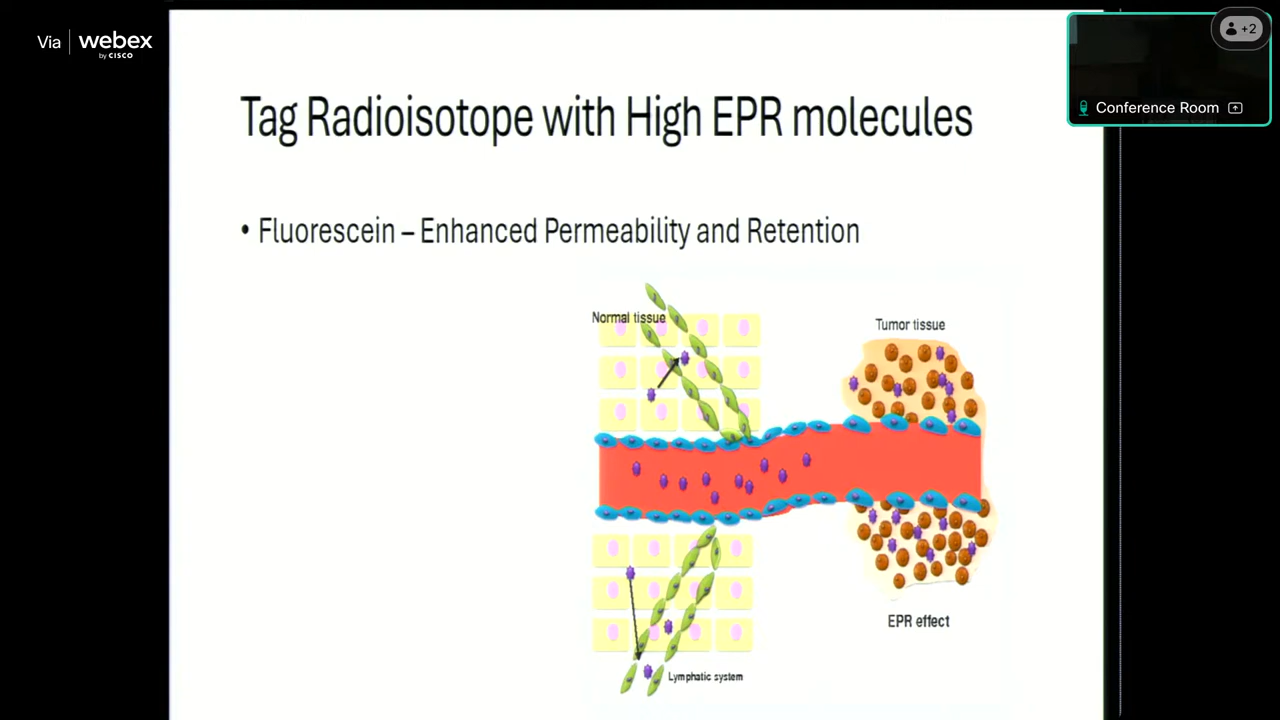 Via webex
by CISCO
+2
Conference Room
Tag Radioisotope with High EPR molecules
• Fluorescein – Enhanced Permeability and Retention
Normal tissue
Tumor tissue
EPR effect
Lymphatic system